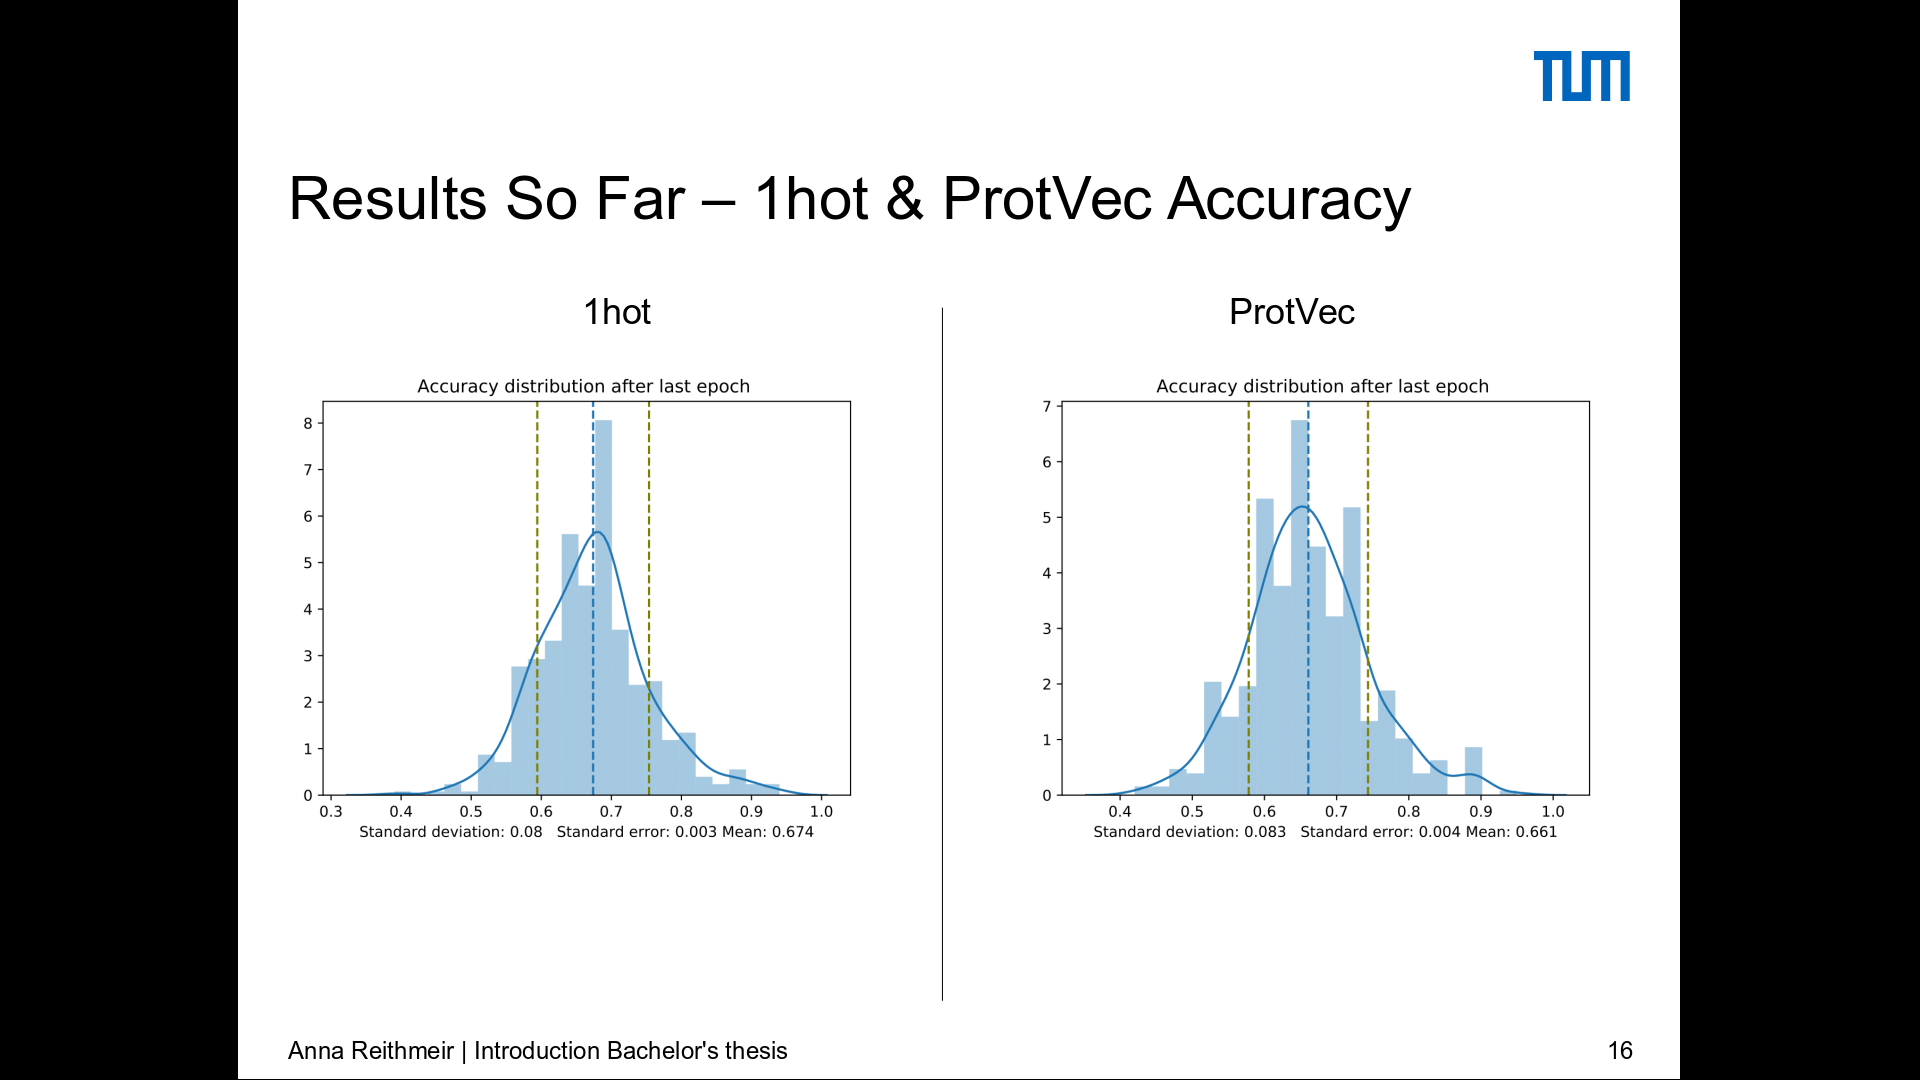 TUM
Results So Far – 1hot & ProtVec Accuracy
1hot
Accuracy distribution after last epoch
8
7
6
5
4
3
2
1
0
0.3 0.4 0.5 0.6 0.7 0.8 0.9 1.0
Standard deviation: 0.08 Standard error: 0.003 Mean: 0.674
ProtVec
Accuracy distribution after last epoch
7
6
5
4
3
2
1
0
0.4 0.5 0.6 0.7 0.8 0.9 1.0
Standard deviation: 0.083 Standard error: 0.004 Mean: 0.661
Anna Reithmeir | Introduction Bachelor's thesis
16